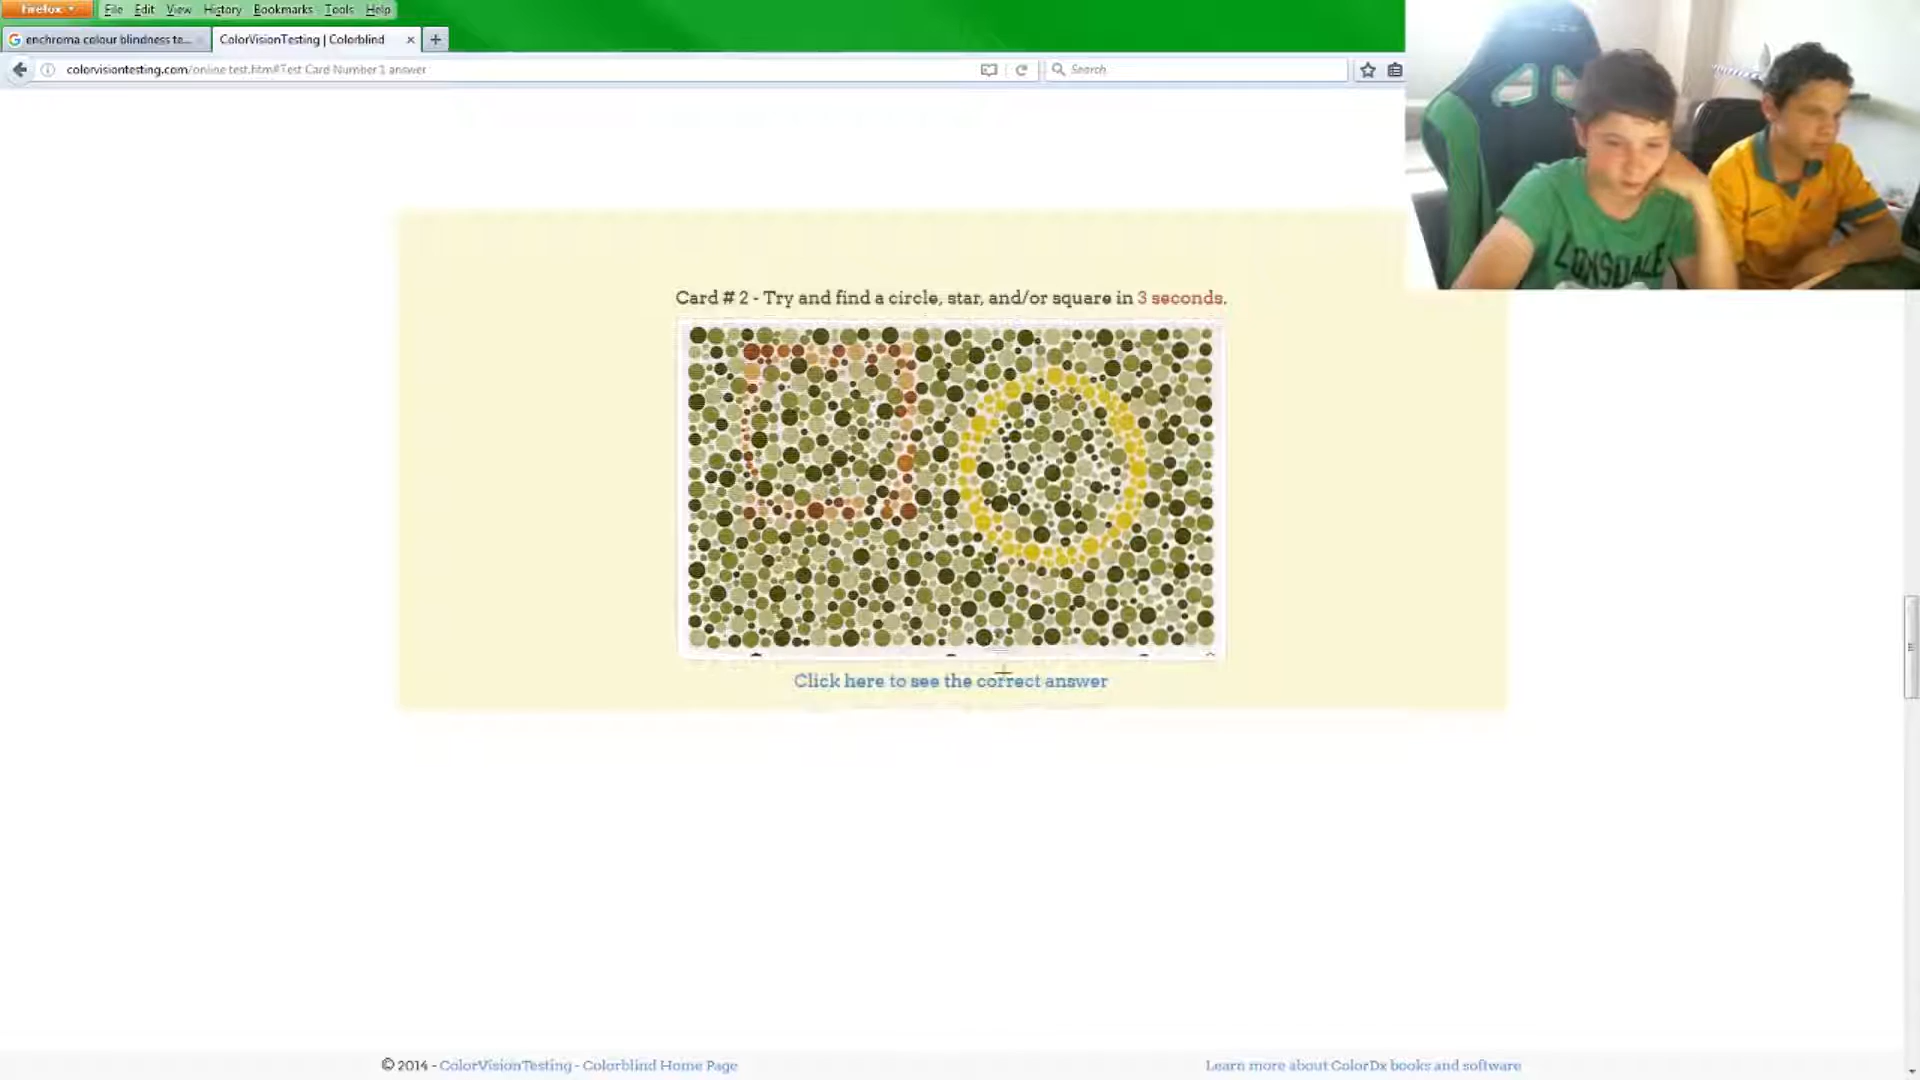 Firefox
File Edit View History Bookmarks Tools Help
enchroma colour blindness te...
ColorVisionTesting | Colorblind
colorvisiontesting.com/online test.htm#Test Card Number 1 answer
Search
LONSDALE
Card # 2 - Try and find a circle, star, and/or square in 3 seconds.
Click here to see the correct answer
© 2014 - ColorVisionTesting - Colorblind Home Page
Learn more about ColorDx books and software